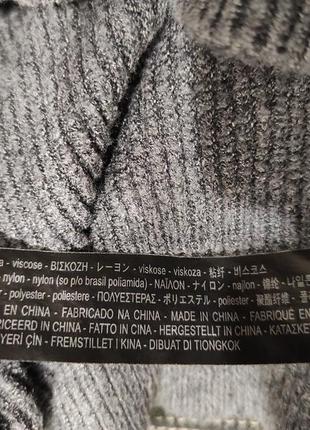 - viscose - ΒΙΣΚΟΖΗ - レーヨン - viskose - viskoza - 粘纤 - 비스코스
- nylon - nylon (so p/o brasil poliamida) - ΝΑΪΛΟΝ - ナイロン - najlon - 锦纶 - 나일론
- polyester - poliestere - ΠΟΛΥΕΣΤΕΡΑΣ - ポリエステル - poliester - 聚酯纤维 - 폴
EN CHINA - FABRICADO NA CHINA - MADE IN CHINA - FABRIQUÉ EN
IN CHINA - FATTO IN CINA - HERGESTELLT IN CHINA -
YERİ ÇİN - FREMSTILLET I KINA - DIBUAT DI TIONGKOK